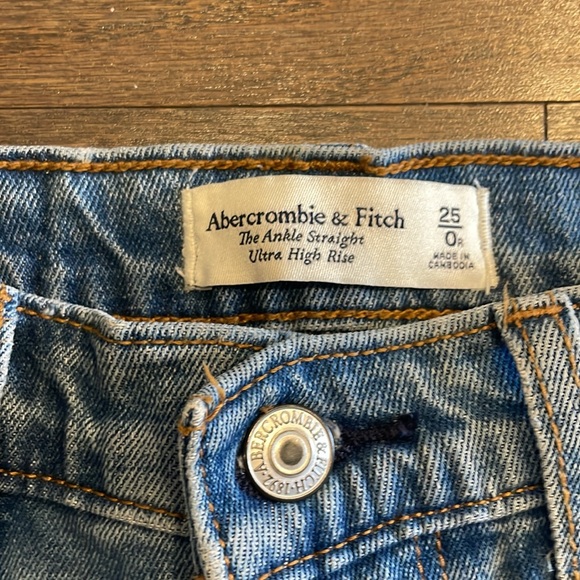 Abercrombie & Fitch
The Ankle Straight
Ultra High Rise
25
0R
MADE IN
CAMBODIA
ABERCROMBIE & FITCH · 1892 ·